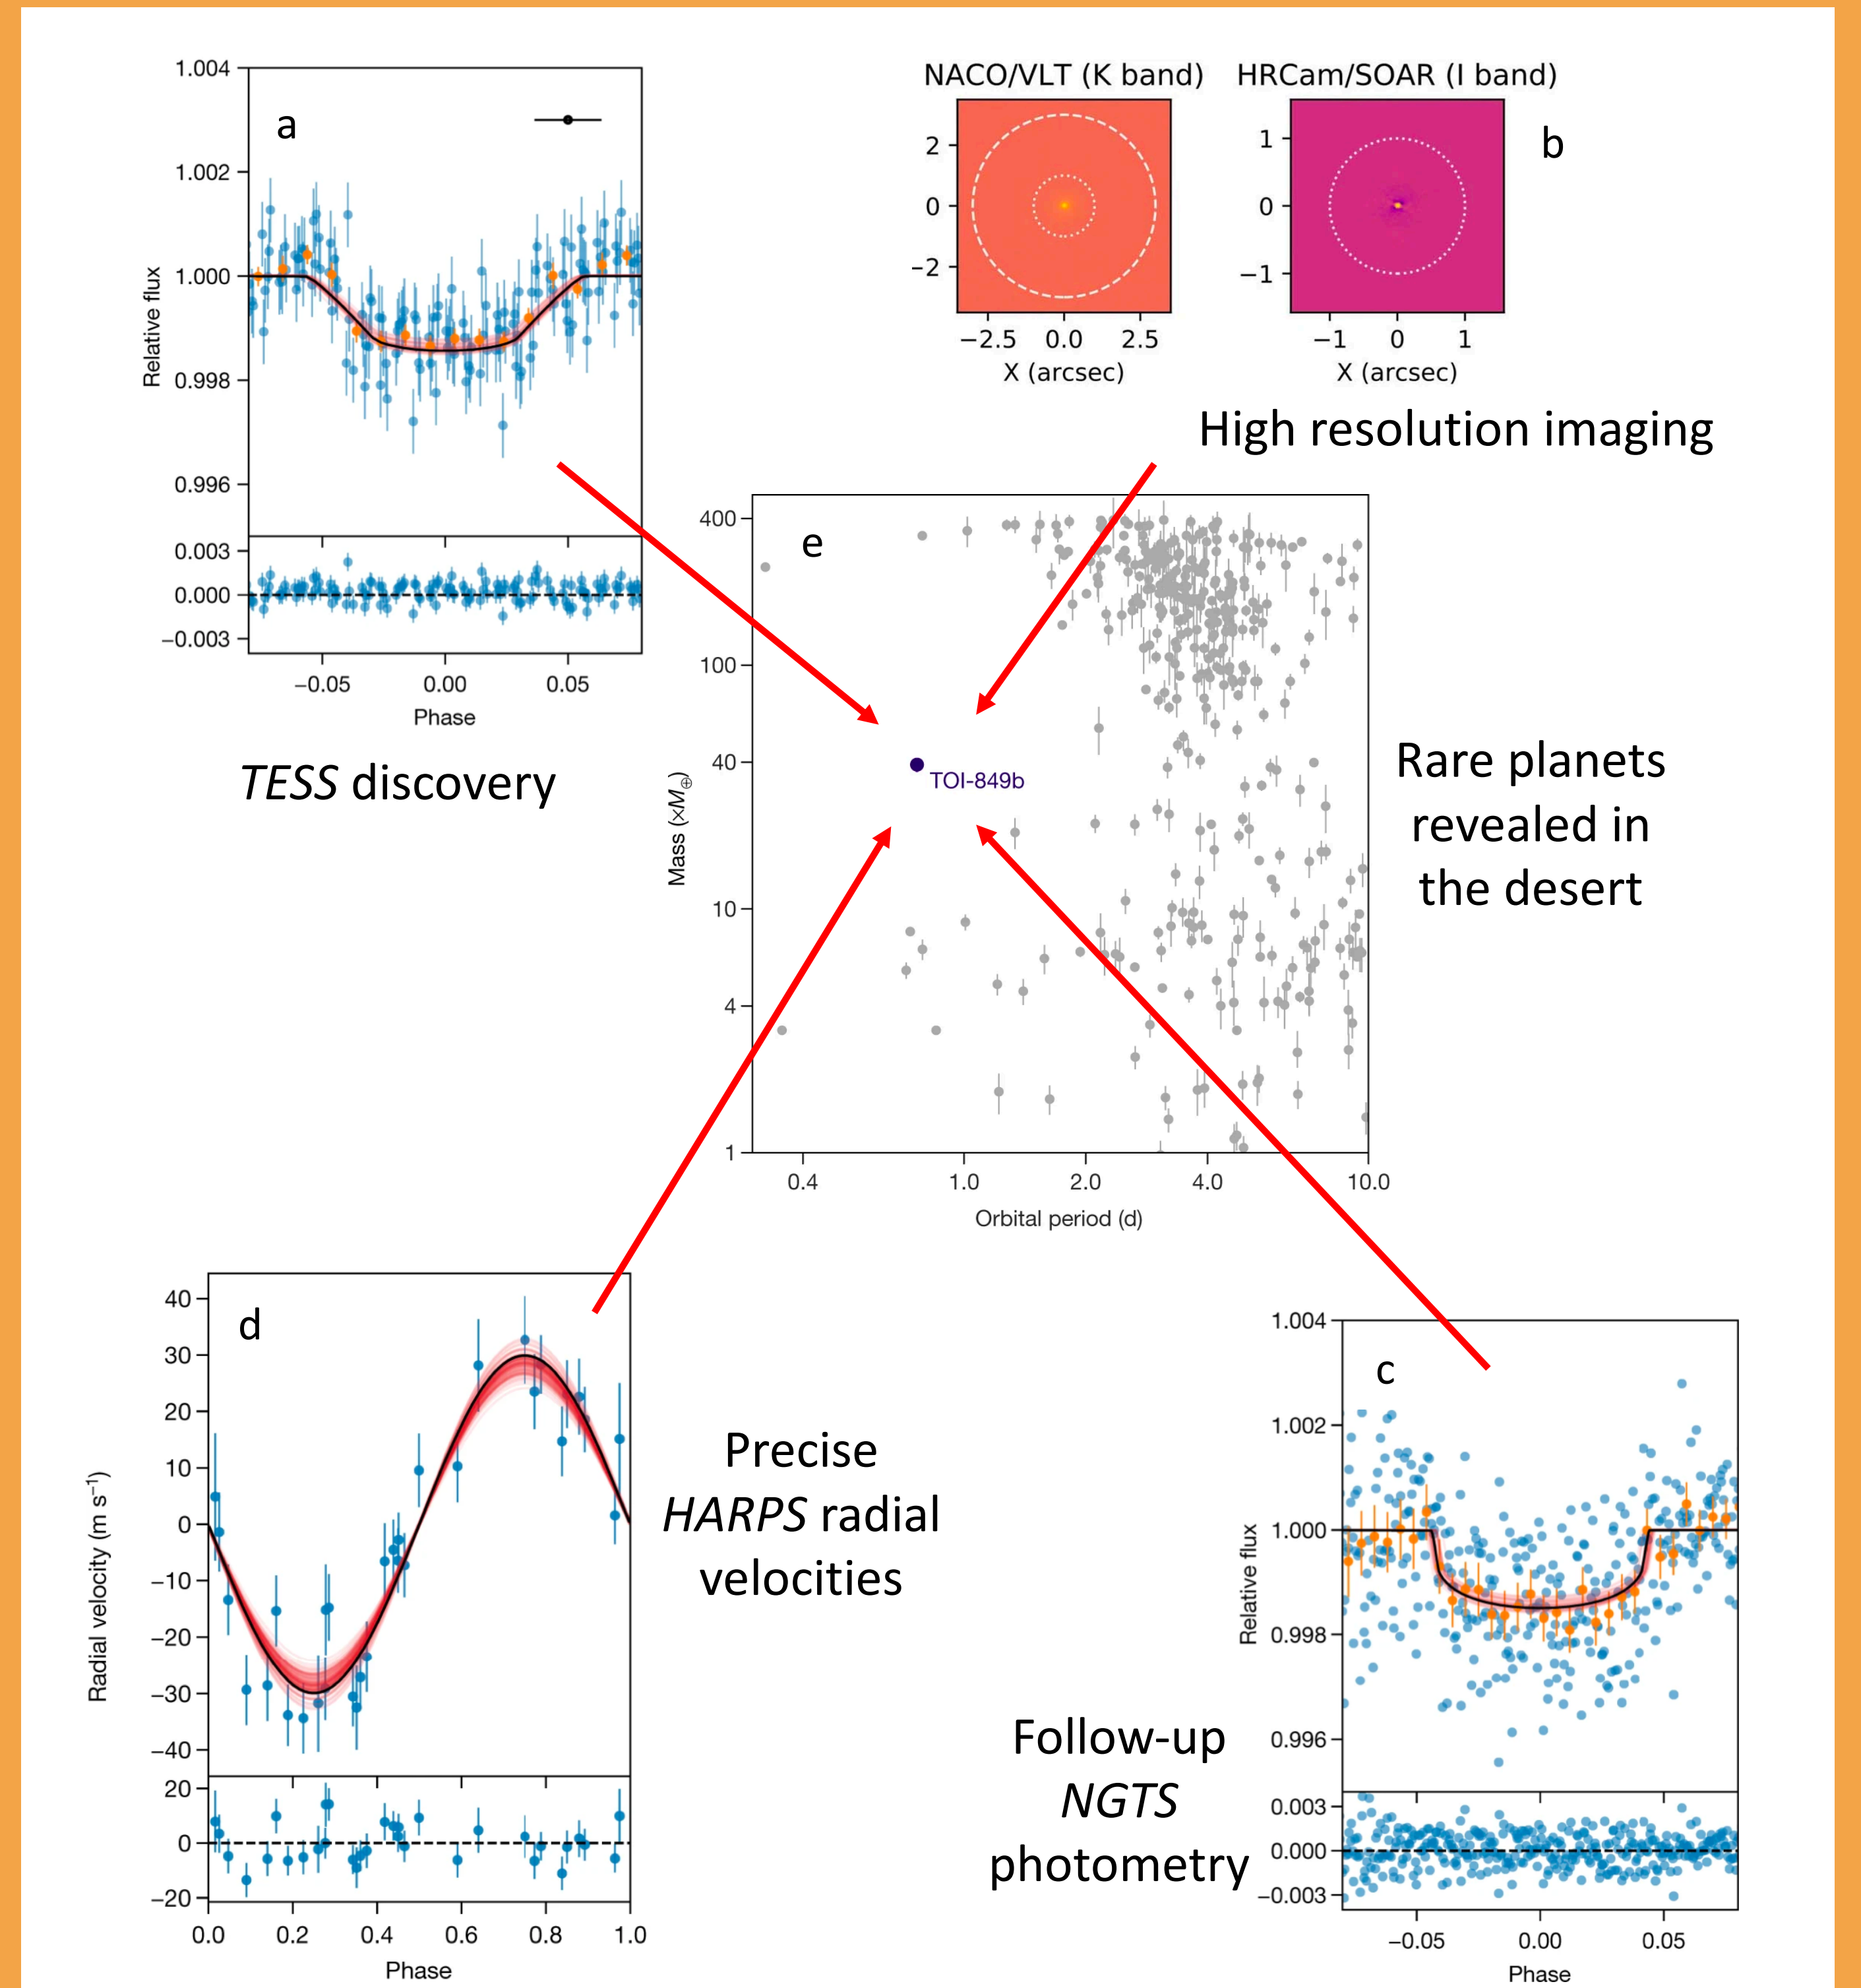 a
1.004
1.002
1.000
0.998
0.996
Relative flux
0.003
0.000
−0.003
−0.05 0.00 0.05
Phase
TESS discovery
NACO/VLT (K band)
2
0
−2
−2.5 0.0 2.5
X (arcsec)
HRCam/SOAR (I band)
b
1
0
−1
−1 0 1
X (arcsec)
High resolution imaging
e
400
100
40
10
4
1
Mass (×M⊕)
TOI-849b
0.4 1.0 2.0 4.0 10.0
Orbital period (d)
Rare planets
revealed in
the desert
d
40
30
20
10
0
−10
−20
−30
−40
Radial velocity (m s⁻¹)
20
0
−20
0.0 0.2 0.4 0.6 0.8 1.0
Phase
Precise
HARPS radial
velocities
c
1.004
1.002
1.000
0.998
0.996
Relative flux
0.003
0.000
−0.003
−0.05 0.00 0.05
Phase
Follow-up
NGTS
photometry